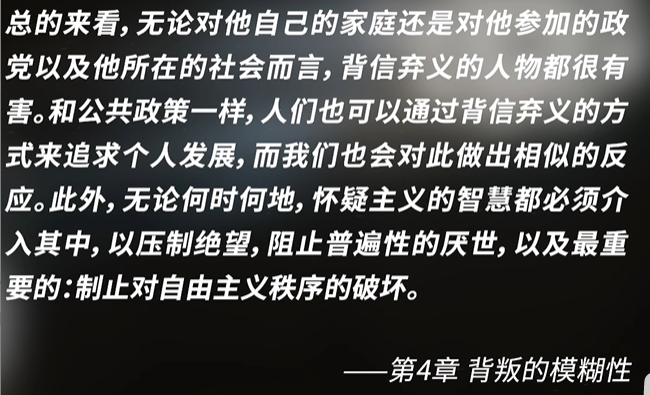 总的来看，无论对他自己的家庭还是对他参加的政
党以及他所在的社会而言，背信弃义的人物都很有
害。和公共政策一样，人们也可以通过背信弃义的方
式来追求个人发展，而我们也会对此做出相似的反
应。此外，无论何时何地，怀疑主义的智慧都必须介
入其中，以压制绝望，阻止普遍性的厌世，以及最重
要的：制止对自由主义秩序的破坏。
——第4章 背叛的模糊性